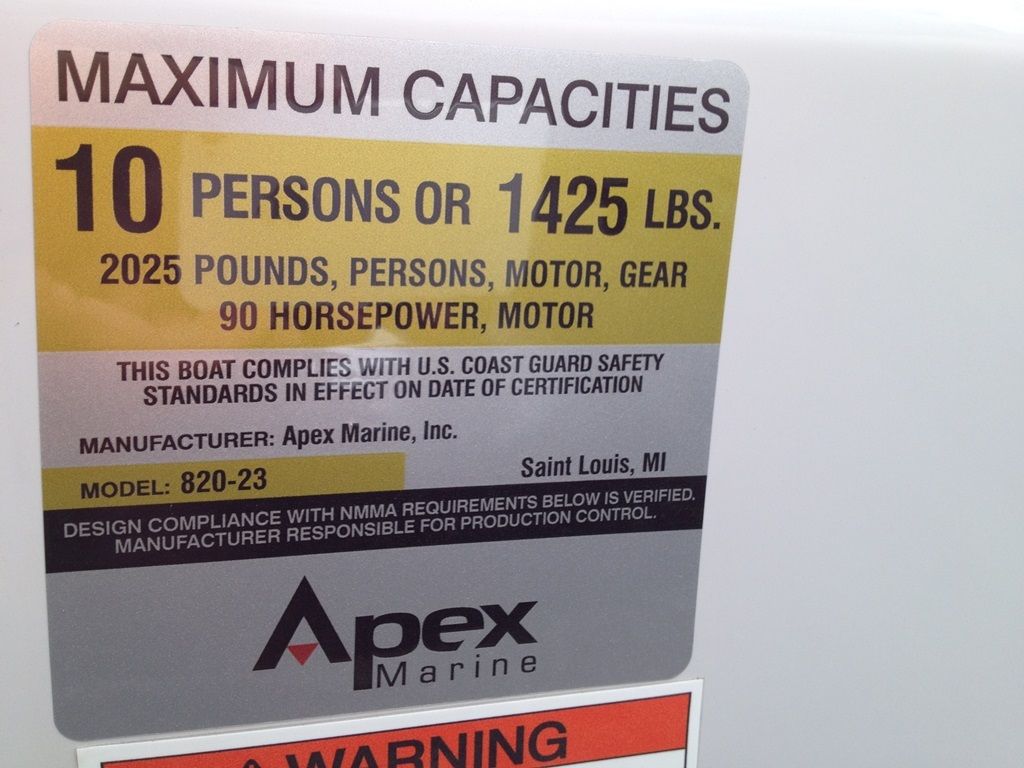 MAXIMUM CAPACITIES
10 PERSONS OR 1425 LBS.
2025 POUNDS, PERSONS, MOTOR, GEAR
90 HORSEPOWER, MOTOR
THIS BOAT COMPLIES WITH U.S. COAST GUARD SAFETY
STANDARDS IN EFFECT ON DATE OF CERTIFICATION
MANUFACTURER: Apex Marine, Inc.
Saint Louis, MI
MODEL: 820-23
DESIGN COMPLIANCE WITH NMMA REQUIREMENTS BELOW IS VERIFIED.
MANUFACTURER RESPONSIBLE FOR PRODUCTION CONTROL.
Apex
Marine
WARNING